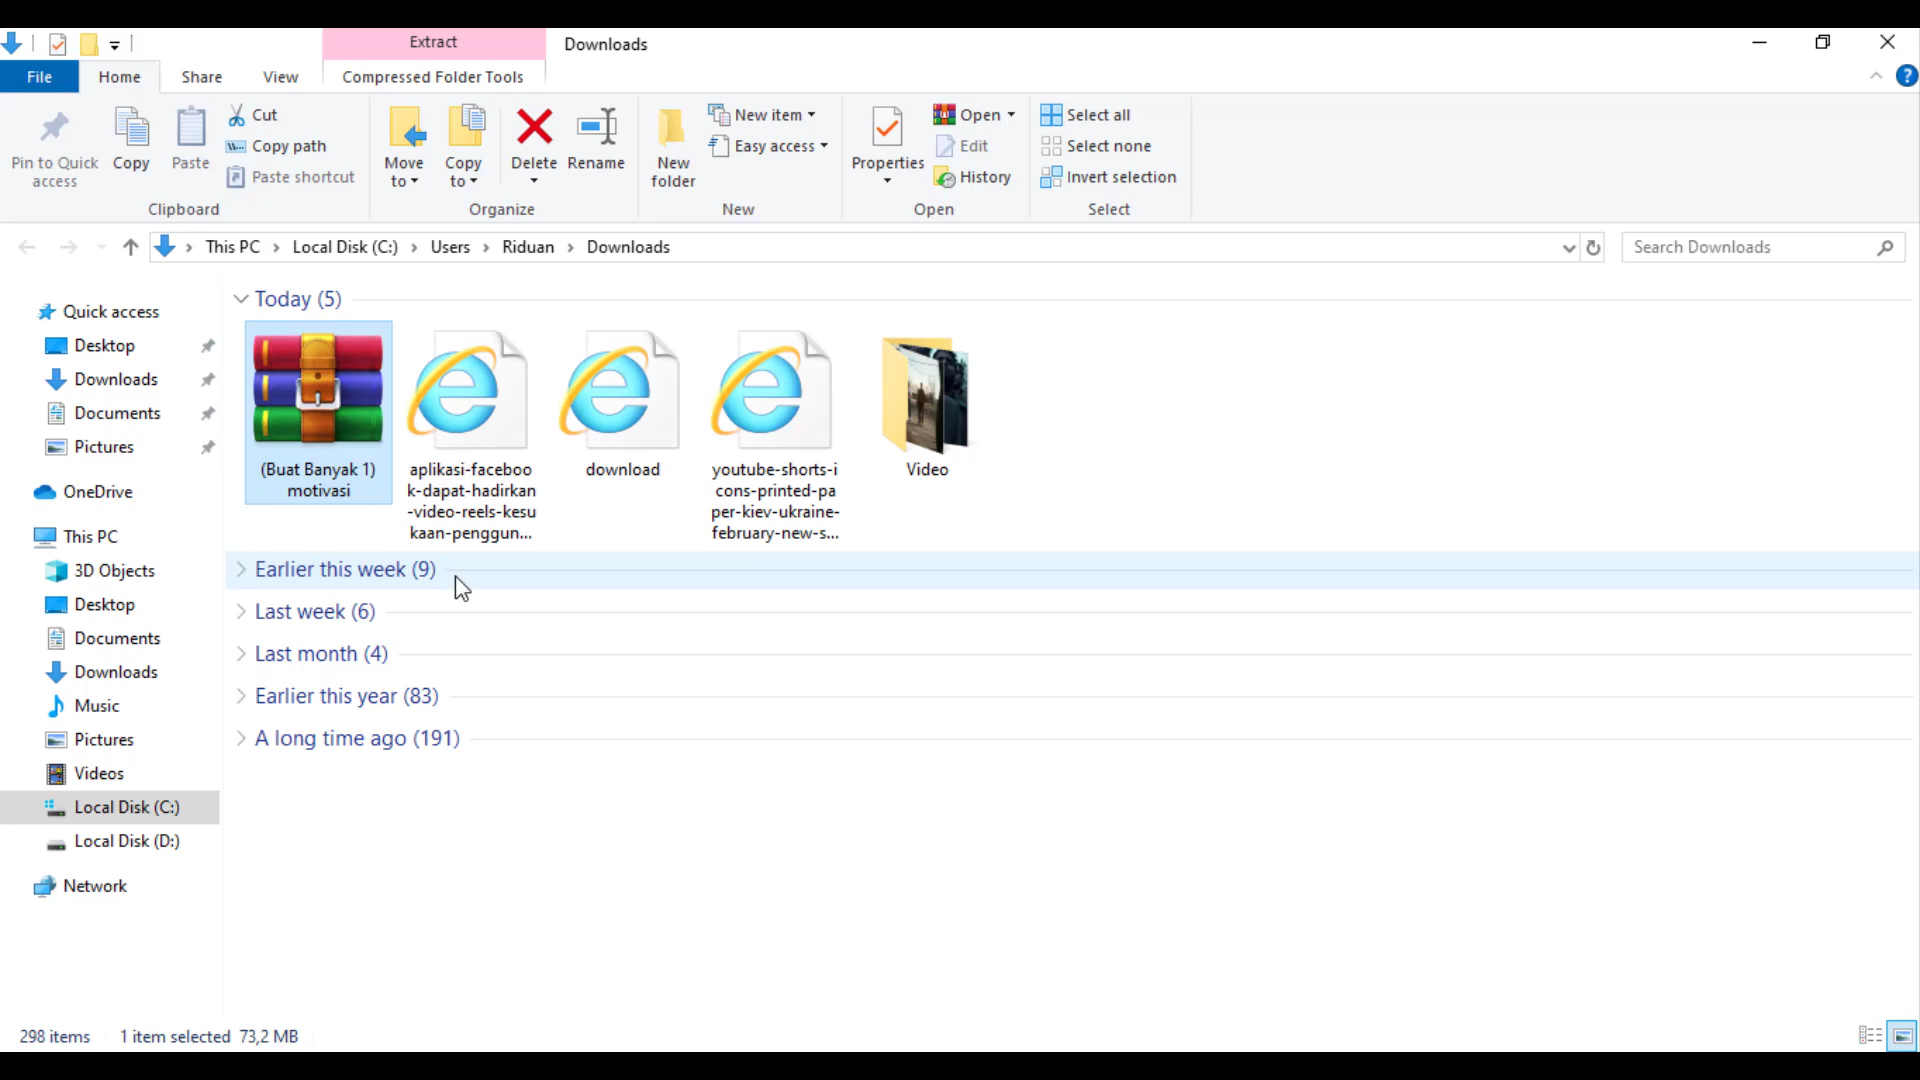 Extract
Downloads
File
Home
Share
View
Compressed Folder Tools
Pin to Quick
access
Copy
Paste
Cut
Copy path
Paste shortcut
Clipboard
Move
to
Copy
to
Delete
Rename
Organize
New
folder
New item
Easy access
New
Properties
Open
Edit
History
Open
Select all
Select none
Invert selection
Select
This PC > Local Disk (C:) > Users > Riduan > Downloads
Search Downloads
Quick access
Desktop
Downloads
Documents
Pictures
OneDrive
This PC
3D Objects
Desktop
Documents
Downloads
Music
Pictures
Videos
Local Disk (C:)
Local Disk (D:)
Network
Today (5)
(Buat Banyak 1)
motivasi
aplikasi-faceboo
k-dapat-hadirkan
-video-reels-kesu
kaan-penggun...
download
youtube-shorts-i
cons-printed-pa
per-kiev-ukraine-
february-new-s...
Video
Earlier this week (9)
Last week (6)
Last month (4)
Earlier this year (83)
A long time ago (191)
298 items
1 item selected 73,2 MB